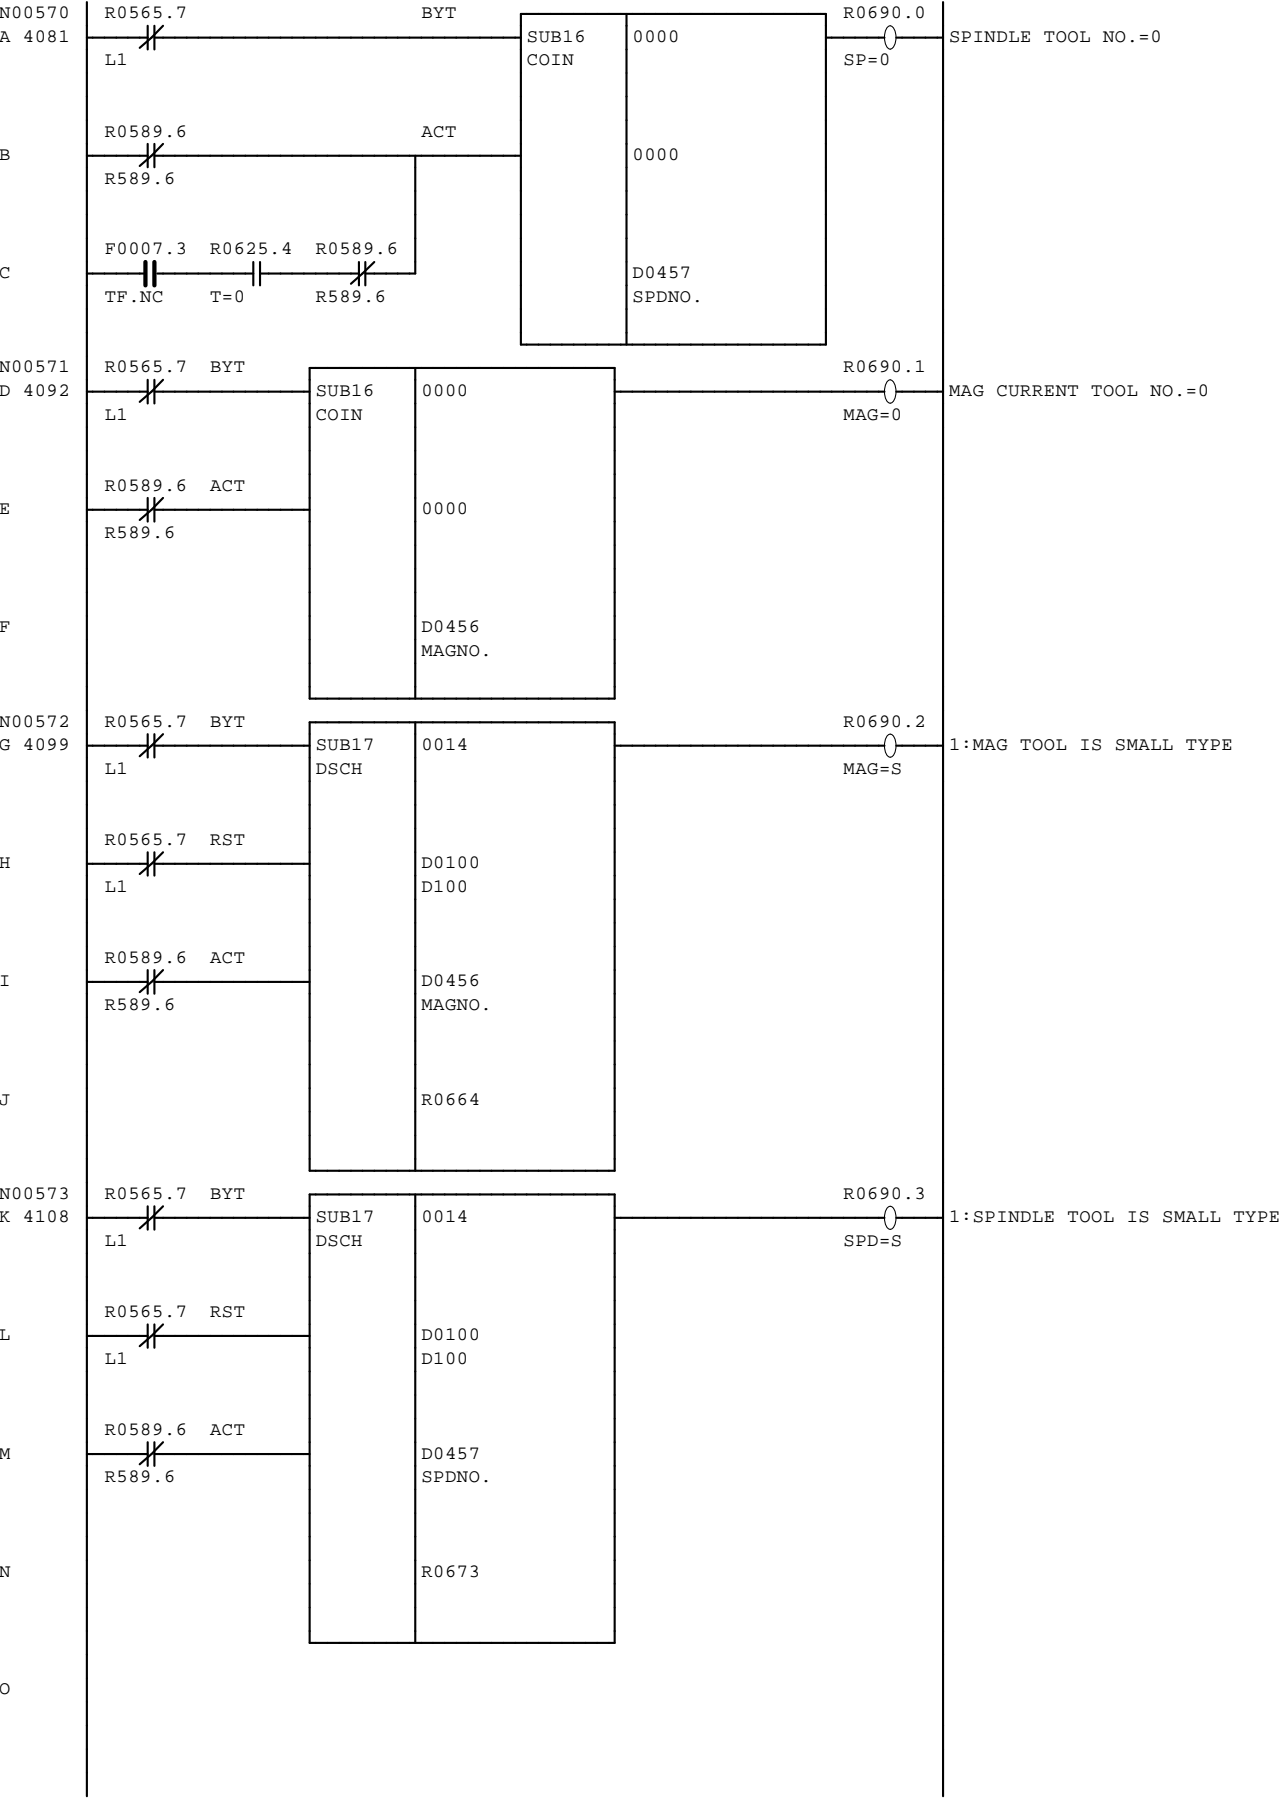 N00570 R0565.7 BYT R0690.0
A 4081 SUB16 0000 SPINDLE TOOL NO.=0
L1 COIN SP=0
R0589.6 ACT
B 0000
R589.6
F0007.3 R0625.4 R0589.6
C D0457
TF.NC T=0 R589.6 SPDNO.
N00571 R0565.7 BYT R0690.1
D 4092 SUB16 0000 MAG CURRENT TOOL NO.=0
L1 COIN MAG=0
R0589.6 ACT
E 0000
R589.6
F D0456
MAGNO.
N00572 R0565.7 BYT R0690.2
G 4099 SUB17 0014 1:MAG TOOL IS SMALL TYPE
L1 DSCH MAG=S
R0565.7 RST
H D0100
L1 D100
R0589.6 ACT
I D0456
R589.6 MAGNO.
J R0664
N00573 R0565.7 BYT R0690.3
K 4108 SUB17 0014 1:SPINDLE TOOL IS SMALL TYPE
L1 DSCH SPD=S
R0565.7 RST
L D0100
L1 D100
R0589.6 ACT
M D0457
R589.6 SPDNO.
N R0673
O